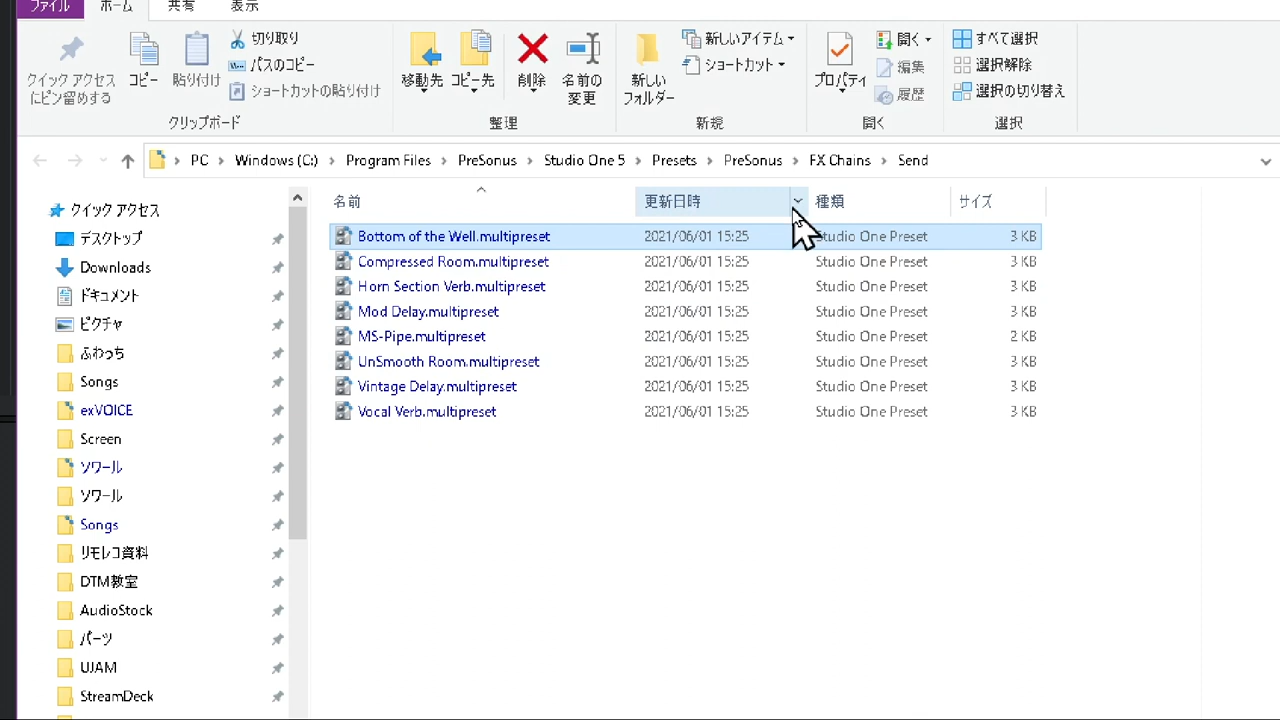 ファイル ホーム 共有 表示
クイック アクセス
にピン留めする
コピー
貼り付け
切り取り
パスのコピー
ショートカットの貼り付け
クリップボード
移動先
コピー先
削除
名前の
変更
整理
新しい
フォルダー
新しいアイテム
ショートカット
新規
プロパティ
開く
編集
履歴
開く
すべて選択
選択解除
選択の切り替え
選択
PC › Windows (C:) › Program Files › PreSonus › Studio One 5 › Presets › PreSonus › FX Chains › Send
クイック アクセス
デスクトップ
Downloads
ドキュメント
ピクチャ
ふわっち
Songs
exVOICE
Screen
ソワール
ソワール
Songs
リモレコ資料
DTM教室
AudioStock
パーツ
UJAM
StreamDeck
名前 更新日時 種類 サイズ
Bottom of the Well.multipreset 2021/06/01 15:25 Studio One Preset 3 KB
Compressed Room.multipreset 2021/06/01 15:25 Studio One Preset 3 KB
Horn Section Verb.multipreset 2021/06/01 15:25 Studio One Preset 3 KB
Mod Delay.multipreset 2021/06/01 15:25 Studio One Preset 3 KB
MS-Pipe.multipreset 2021/06/01 15:25 Studio One Preset 2 KB
UnSmooth Room.multipreset 2021/06/01 15:25 Studio One Preset 3 KB
Vintage Delay.multipreset 2021/06/01 15:25 Studio One Preset 3 KB
Vocal Verb.multipreset 2021/06/01 15:25 Studio One Preset 3 KB